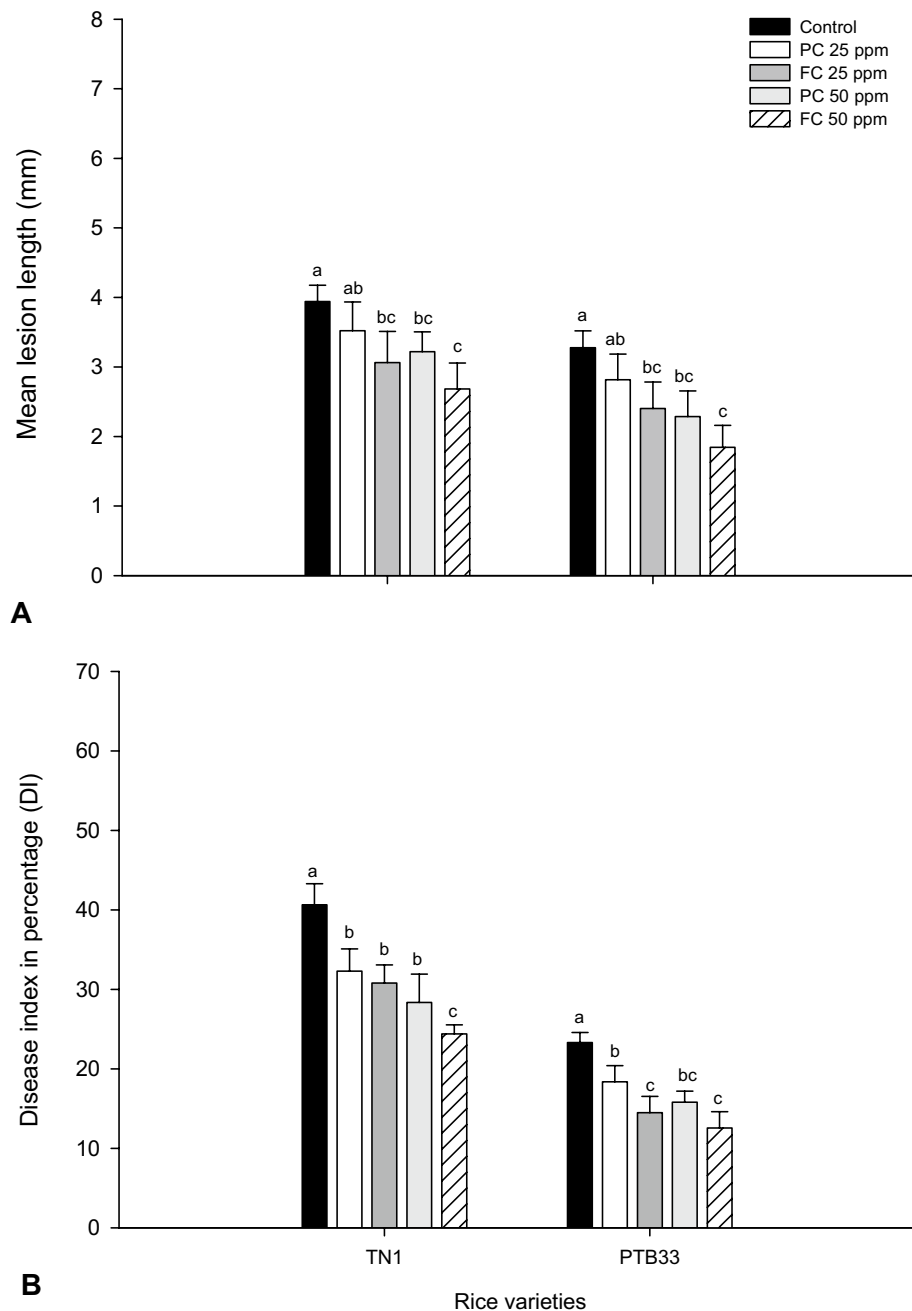 Mean lesion length (mm)
8
7
6
5
4
3
2
1
0
Control
PC 25 ppm
FC 25 ppm
PC 50 ppm
FC 50 ppm
a
ab
bc
bc
c
a
ab
bc
bc
c
A
Disease index in percentage (DI)
70
60
50
40
30
20
10
0
a
b
b
b
c
a
b
c
bc
c
TN1
PTB33
B
Rice varieties